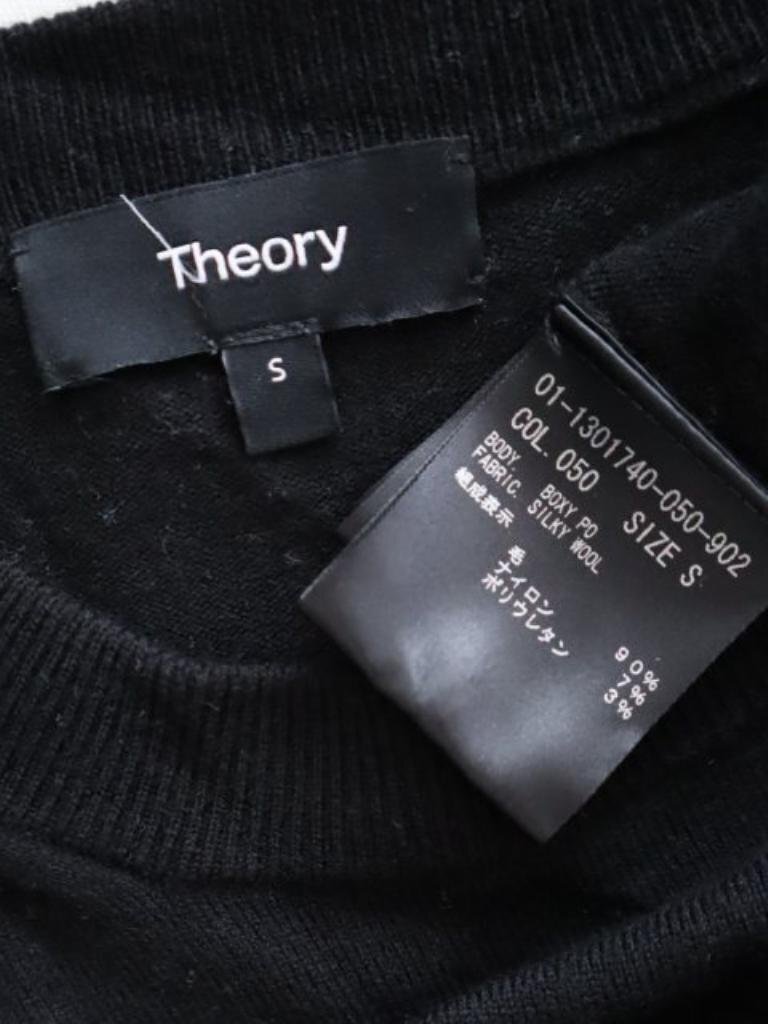 Theory
S
01-1301740-050-902
COL. 050 SIZE S
BODY. BOXY PO
FABRIC. SILKY WOOL
組成表示
毛 90%
ナイロン 7%
ポリウレタン 3%